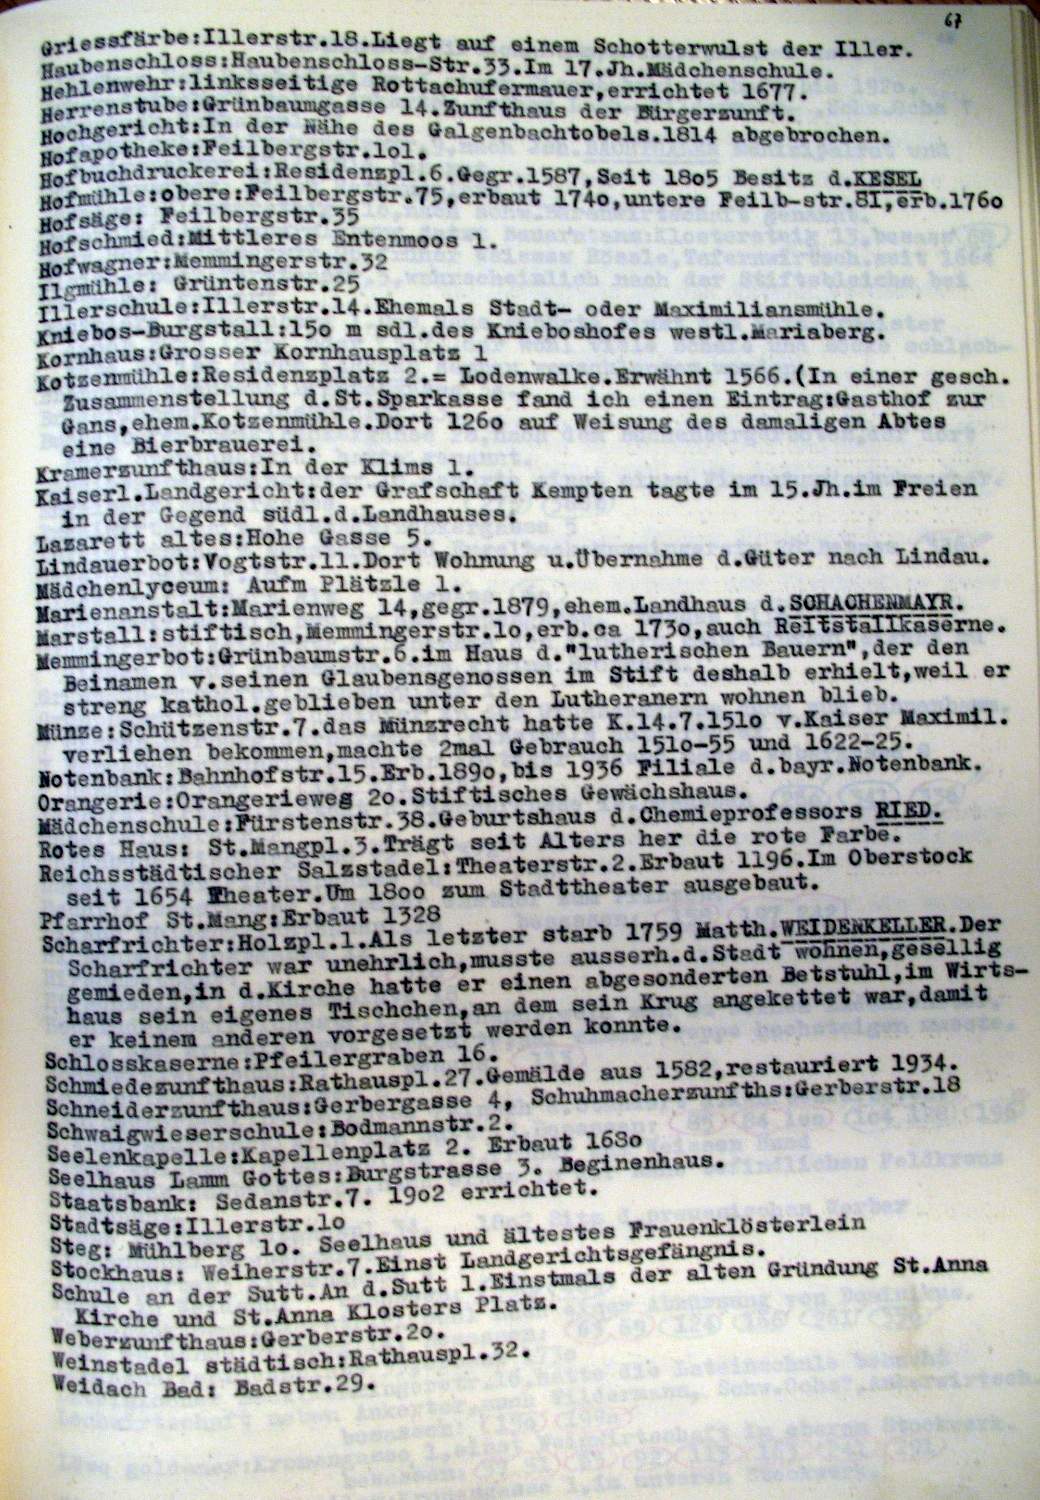 67
Griessfärbe:Illerstr.18.Liegt auf einem Schotterwulst der Iller.
Haubenschloss:Haubenschloss-Str.33.Im 17.Jh.Mädchenschule.
Hehlenwehr:linksseitige Rottachufermauer,errichtet 1677.
Herrenstube:Grünbaumgasse 14.Zunfthaus der Bürgerzunft.
Hochgericht:In der Nähe des Galgenbachtobels.1814 abgebrochen.
Hofapotheke:Feilbergstr.lol.
Hofbuchdruckerei:Residenzpl.6.Gegr.1587,Seit 18o5 Besitz d.KESEL
Hofmühle:obere:Feilbergstr.75,erbaut 174o,untere Feilb-str.8I,erb.176o
Hofsäge: Feilbergstr.35
Hofschmied:Mittleres Entenmoos l.
Hofwagner:Memmingerstr.32
Ilgmühle: Grüntenstr.25
Illerschule:Illerstr.14.Ehemals Stadt- oder Maximiliansmühle.
Kniebos-Burgstall:15o m sdl.des Knieboshofes westl.Mariaberg.
Kornhaus:Grosser Kornhausplatz 1
Kotzenmühle:Residenzplatz 2.= Lodenwalke.Erwähnt 1566.(In einer gesch.
Zusammenstellung d.St.Sparkasse fand ich einen Eintrag:Gasthof zur
Gans,ehem.Kotzenmühle.Dort 126o auf Weisung des damaligen Abtes
eine Bierbrauerei.
Kramerzunfthaus:In der Klims l.
Kaiserl.Landgericht:der Grafschaft Kempten tagte im 15.Jh.im Freien
in der Gegend südl.d.Landhauses.
Lazarett altes:Hohe Gasse 5.
Lindauerbot:Vogtstr.ll.Dort Wohnung u.Übernahme d.Güter nach Lindau.
Mädchenlyceum: Aufm Plätzle l.
Marienanstalt:Marienweg 14,gegr.1879,ehem.Landhaus d.SCHACHENMAYR.
Marstall:stiftisch,Memmingerstr.lo,erb.ca 173o,auch Reitstallkaserne.
Memmingerbot:Grünbaumstr.6.im Haus d."lutherischen Bauern",der den
Beinamen v.seinen Glaubensgenossen im Stift deshalb erhielt,weil er
streng kathol.geblieben unter den Lutheranern wohnen blieb.
Münze:Schützenstr.7.das Münzrecht hatte K.14.7.151o v.Kaiser Maximil.
verliehen bekommen,machte 2mal Gebrauch 151o-55 und 1622-25.
Notenbank:Bahnhofstr.15.Erb.189o,bis 1936 Filiale d.bayr.Notenbank.
Orangerie:Orangerieweg 2o.Stiftisches Gewächshaus.
Mädchenschule:Fürstenstr.38.Geburtshaus d.Chemieprofessors RIED.
Rotes Haus: St.Mangpl.3.Trägt seit Alters her die rote Farbe.
Reichsstädtischer Salzstadel:Theaterstr.2.Erbaut 1196.Im Oberstock
seit 1654 Theater.Um 18oo zum Stadttheater ausgebaut.
Pfarrhof St.Mang:Erbaut 1328
Scharfrichter:Holzpl.l.Als letzter starb 1759 Matth.WEIDENKELLER.Der
Scharfrichter war unehrlich,musste ausserh.d.Stadt wohnen,gesellig
gemieden,in d.Kirche hatte er einen abgesonderten Betstuhl,im Wirts-
haus sein eigenes Tischchen,an dem sein Krug angekettet war,damit
er keinem anderen vorgesetzt werden konnte.
Schlosskaserne:Pfeilergraben 16.
Schmiedezunfthaus:Rathauspl.27.Gemälde aus 1582,restauriert 1934.
Schneiderzunfthaus:Gerbergasse 4, Schuhmacherzunfths:Gerberstr.18
Schwaigwieserschule:Bodmannstr.2.
Seelenkapelle:Kapellenplatz 2. Erbaut 168o
Seelhaus Lamm Gottes:Burgstrasse 3. Beginenhaus.
Staatsbank: Sedanstr.7. 19o2 errichtet.
Stadtsäge:Illerstr.lo
Steg: Mühlberg lo. Seelhaus und ältestes Frauenklösterlein
Stockhaus: Weiherstr.7.Einst Landgerichtsgefängnis.
Schule an der Sutt.An d.Sutt l.Einstmals der alten Gründung St.Anna
Kirche und St.Anna Klosters Platz.
Weberzunfthaus:Gerberstr.2o.
Weinstadel städtisch:Rathauspl.32.
Weidach Bad: Badstr.29.